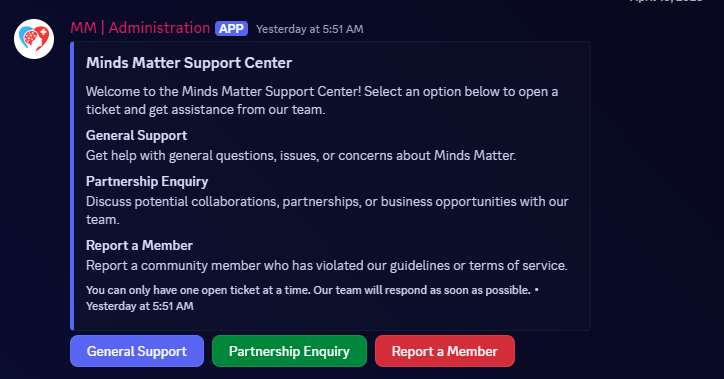 MM | Administration APP Yesterday at 5:51 AM
Minds Matter Support Center
Welcome to the Minds Matter Support Center! Select an option below to open a
ticket and get assistance from our team.
General Support
Get help with general questions, issues, or concerns about Minds Matter.
Partnership Enquiry
Discuss potential collaborations, partnerships, or business opportunities with our
team.
Report a Member
Report a community member who has violated our guidelines or terms of service.
You can only have one open ticket at a time. Our team will respond as soon as possible. •
Yesterday at 5:51 AM
General Support Partnership Enquiry Report a Member